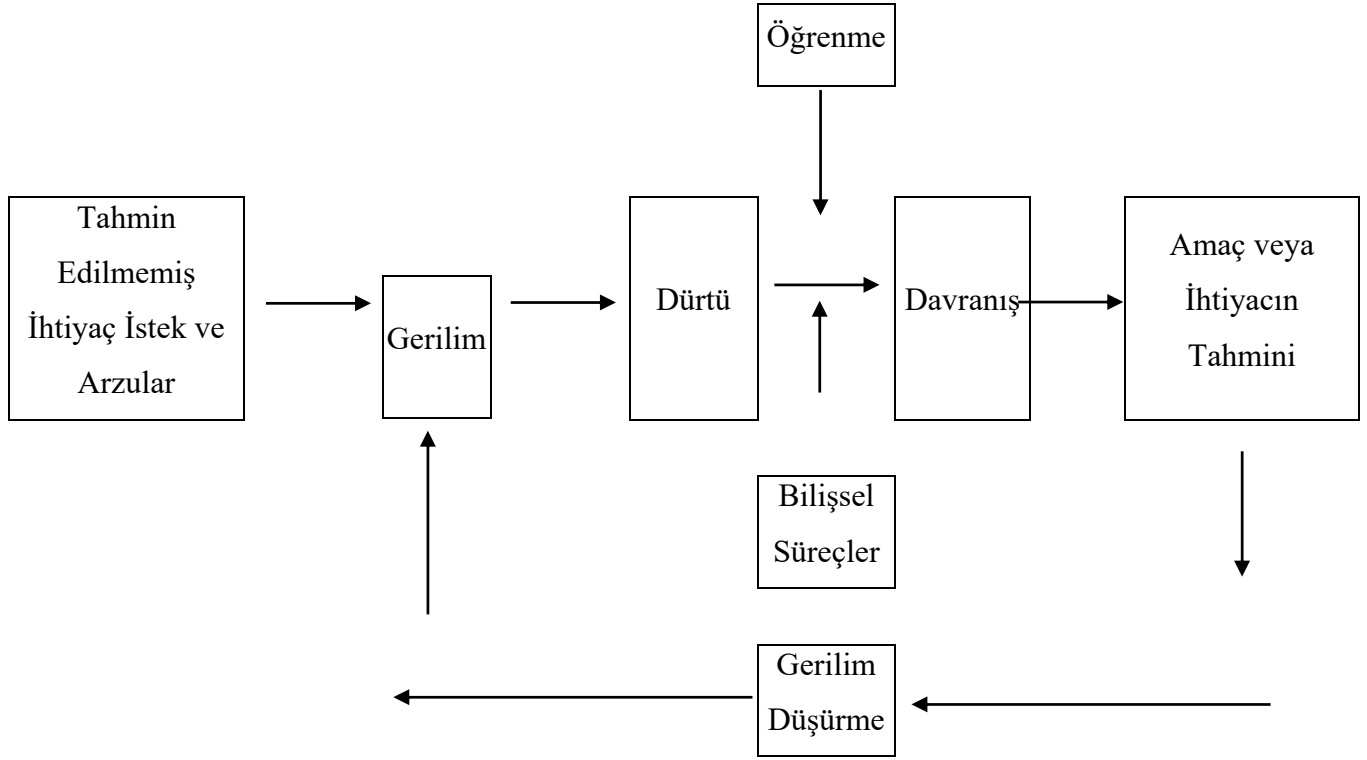 Öğrenme
Tahmin
Edilmemiş
İhtiyaç İstek ve
Arzular
Gerilim
Dürtü
Davranış
Amaç veya
İhtiyacın
Tahmini
Bilişsel
Süreçler
Gerilim
Düşürme